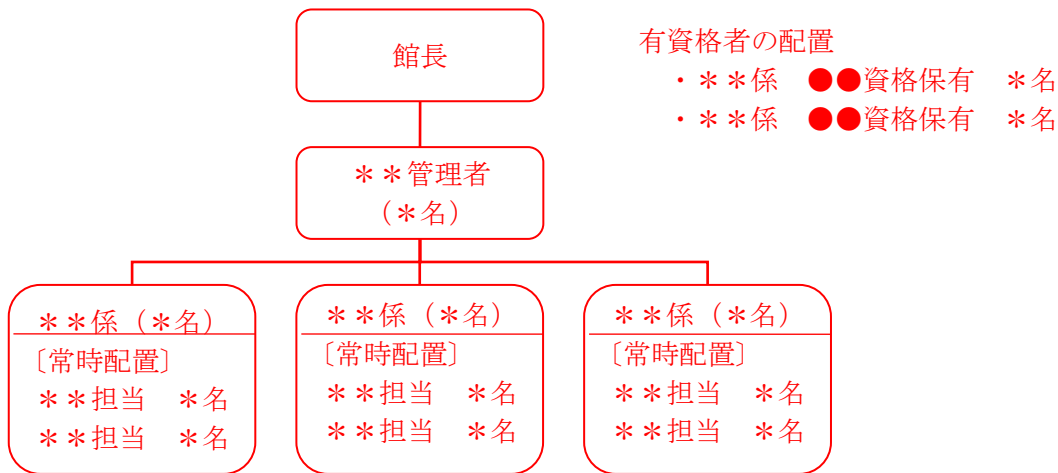 館長
有資格者の配置
・＊＊係　●●資格保有　＊名
・＊＊係　●●資格保有　＊名
＊＊管理者
（＊名）
＊＊係（＊名）
〔常時配置〕
＊＊担当　＊名
＊＊担当　＊名
＊＊係（＊名）
〔常時配置〕
＊＊担当　＊名
＊＊担当　＊名
＊＊係（＊名）
〔常時配置〕
＊＊担当　＊名
＊＊担当　＊名